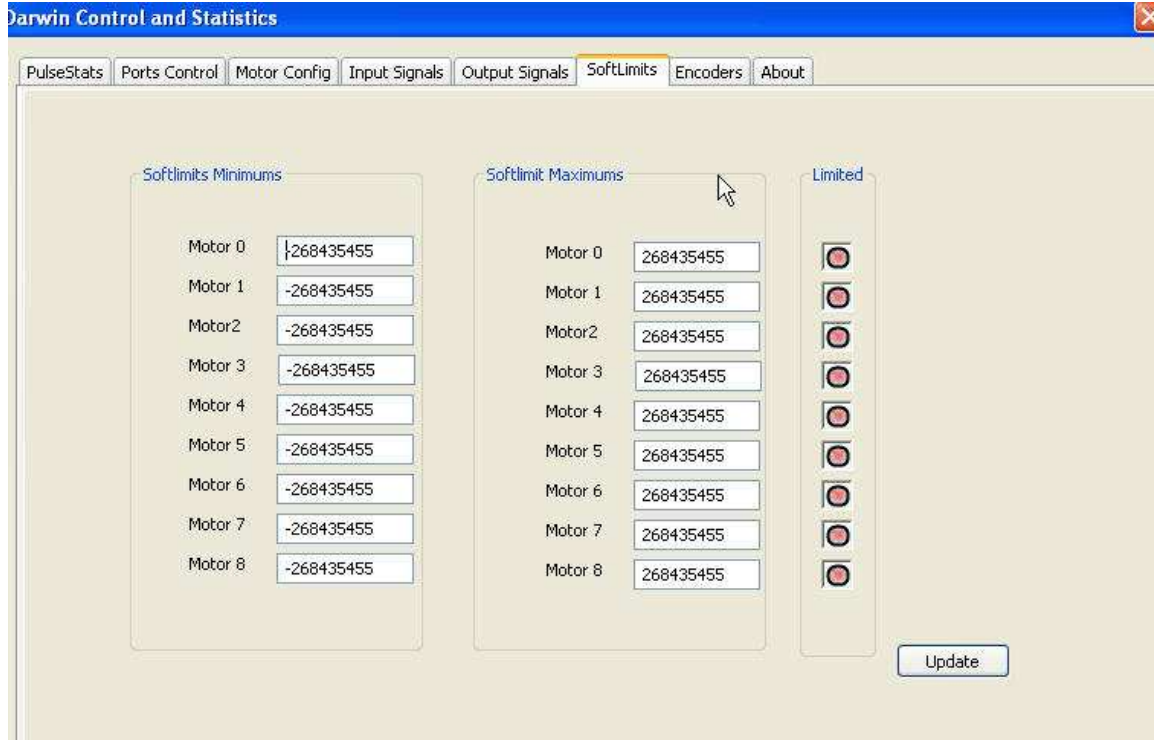 Darwin Control and Statistics
PulseStats Ports Control Motor Config Input Signals Output Signals SoftLimits Encoders About
Softlimits Minimums Softlimit Maximums Limited
Motor 0 -268435455 Motor 0 268435455
Motor 1 -268435455 Motor 1 268435455
Motor2 -268435455 Motor2 268435455
Motor 3 -268435455 Motor 3 268435455
Motor 4 -268435455 Motor 4 268435455
Motor 5 -268435455 Motor 5 268435455
Motor 6 -268435455 Motor 6 268435455
Motor 7 -268435455 Motor 7 268435455
Motor 8 -268435455 Motor 8 268435455
Update